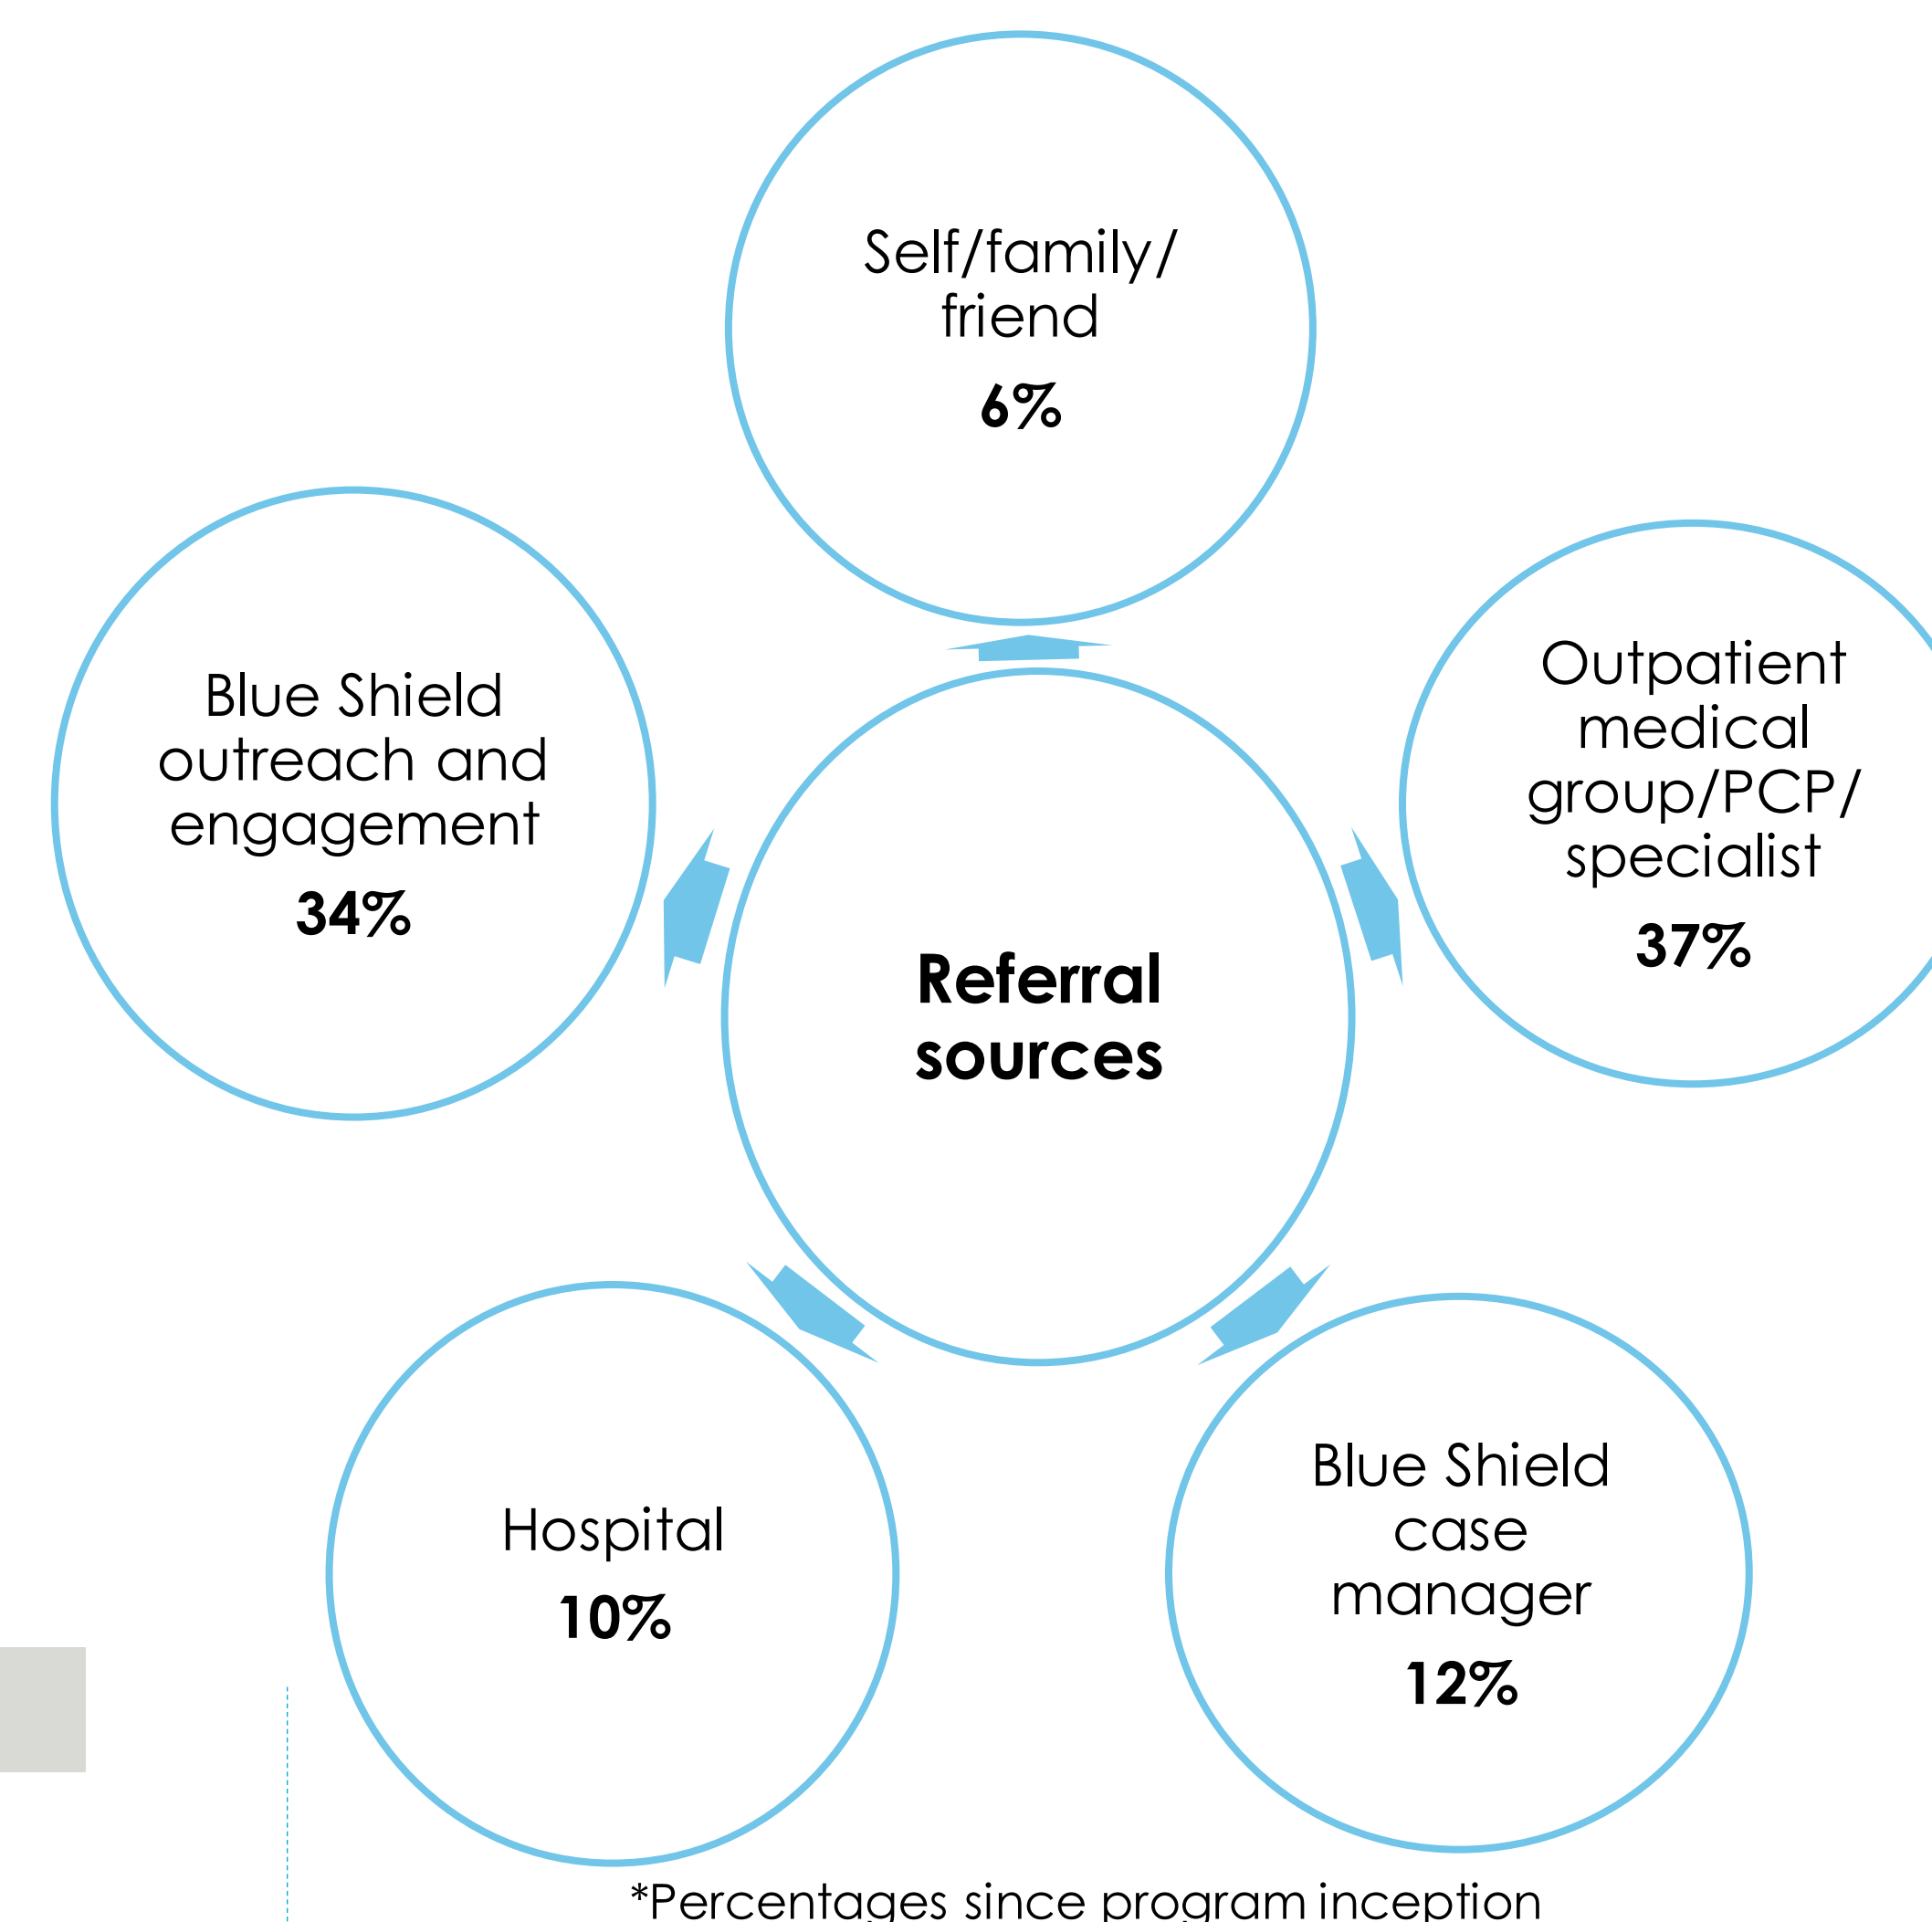 Self/family/
friend
6%
Blue Shield
outreach and
engagement
34%
Outpatient
medical
group/PCP/
specialist
37%
Referral
sources
Hospital
10%
Blue Shield
case
manager
12%
*Percentages since program inception